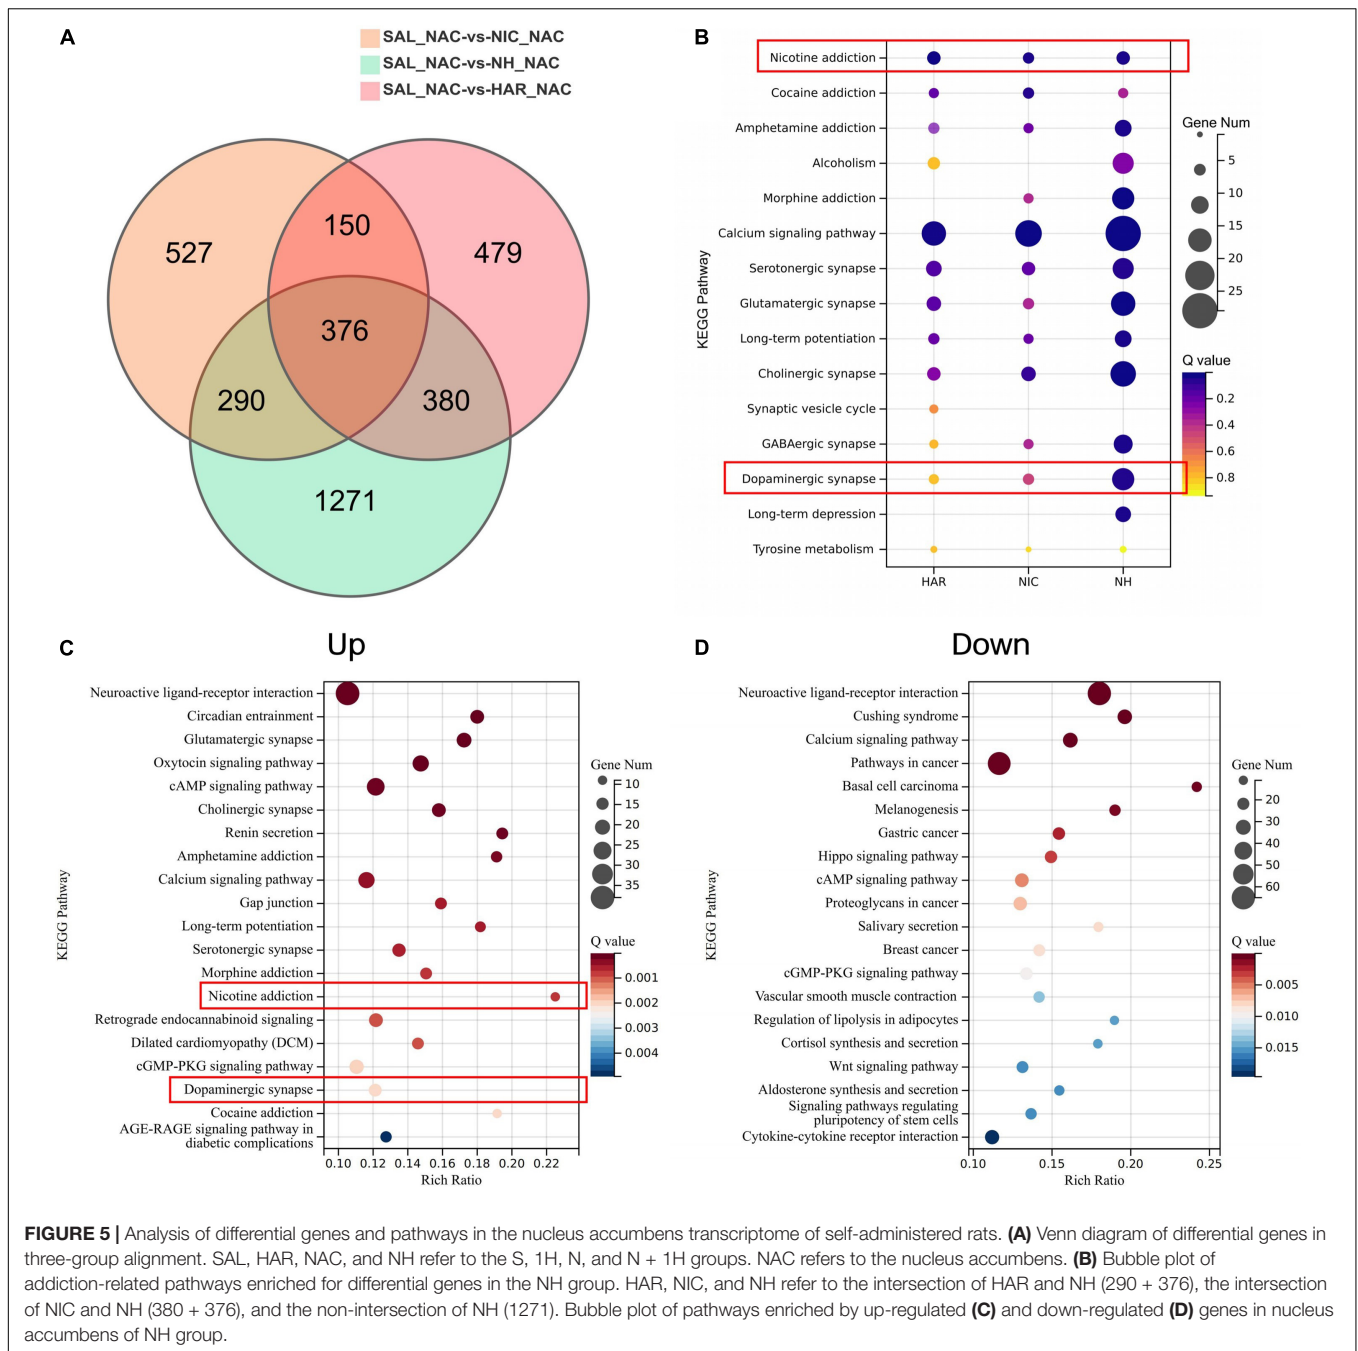 A
SAL_NAC-vs-NIC_NAC
SAL_NAC-vs-NH_NAC
SAL_NAC-vs-HAR_NAC
527
150
479
376
290
380
1271
B
KEGG Pathway
Nicotine addiction
Cocaine addiction
Amphetamine addiction
Alcoholism
Morphine addiction
Calcium signaling pathway
Serotonergic synapse
Glutamatergic synapse
Long-term potentiation
Cholinergic synapse
Synaptic vesicle cycle
GABAergic synapse
Dopaminergic synapse
Long-term depression
Tyrosine metabolism
HAR NIC NH
Gene Num
5
10
15
20
25
Q value
0.2
0.4
0.6
0.8
C
Up
KEGG Pathway
Neuroactive ligand-receptor interaction
Circadian entrainment
Glutamatergic synapse
Oxytocin signaling pathway
cAMP signaling pathway
Cholinergic synapse
Renin secretion
Amphetamine addiction
Calcium signaling pathway
Gap junction
Long-term potentiation
Serotonergic synapse
Morphine addiction
Nicotine addiction
Retrograde endocannabinoid signaling
Dilated cardiomyopathy (DCM)
cGMP-PKG signaling pathway
Dopaminergic synapse
Cocaine addiction
AGE-RAGE signaling pathway in
diabetic complications
0.10 0.12 0.14 0.16 0.18 0.20 0.22
Rich Ratio
Gene Num
10
15
20
25
30
35
Q value
0.001
0.002
0.003
0.004
D
Down
KEGG Pathway
Neuroactive ligand-receptor interaction
Cushing syndrome
Calcium signaling pathway
Pathways in cancer
Basal cell carcinoma
Melanogenesis
Gastric cancer
Hippo signaling pathway
cAMP signaling pathway
Proteoglycans in cancer
Salivary secretion
Breast cancer
cGMP-PKG signaling pathway
Vascular smooth muscle contraction
Regulation of lipolysis in adipocytes
Cortisol synthesis and secretion
Wnt signaling pathway
Aldosterone synthesis and secretion
Signaling pathways regulating
pluripotency of stem cells
Cytokine-cytokine receptor interaction
0.10 0.15 0.20 0.25
Rich Ratio
Gene Num
20
30
40
50
60
Q value
0.005
0.010
0.015
FIGURE 5 | Analysis of differential genes and pathways in the nucleus accumbens transcriptome of self-administered rats. (A) Venn diagram of differential genes in
three-group alignment. SAL, HAR, NAC, and NH refer to the S, 1H, N, and N + 1H groups. NAC refers to the nucleus accumbens. (B) Bubble plot of
addiction-related pathways enriched for differential genes in the NH group. HAR, NIC, and NH refer to the intersection of HAR and NH (290 + 376), the intersection
of NIC and NH (380 + 376), and the non-intersection of NH (1271). Bubble plot of pathways enriched by up-regulated (C) and down-regulated (D) genes in nucleus
accumbens of NH group.